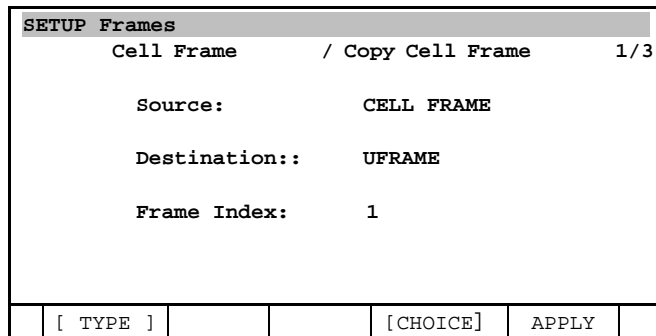 SETUP Frames
Cell Frame / Copy Cell Frame 1/3
Source: CELL FRAME
Destination:: UFRAME
Frame Index: 1
[ TYPE ] [CHOICE] APPLY